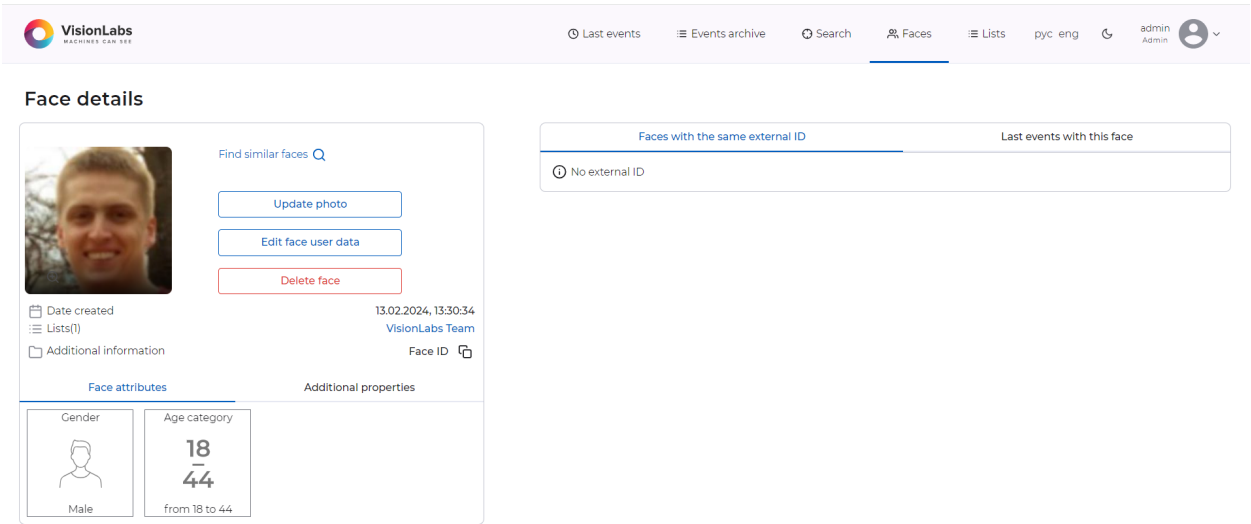 VisionLabs
MACHINES CAN SEE
Last events
Events archive
Search
Faces
Lists
рус eng
admin
Admin
Face details
Find similar faces
Update photo
Edit face user data
Delete face
Date created 13.02.2024, 13:30:34
Lists(1) VisionLabs Team
Additional information Face ID
Face attributes Additional properties
Gender
Male
Age category
18
44
from 18 to 44
Faces with the same external ID Last events with this face
No external ID